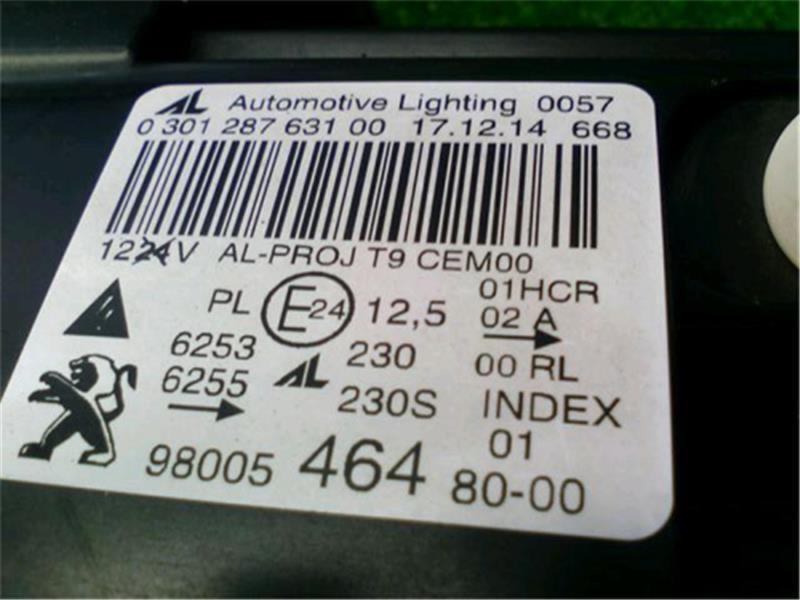 AL Automotive Lighting 0057
0 301 287 631 00 17.12.14 668
1224V AL-PROJ T9 CEM00
PL E24 12,5 01HCR
02 A
6253 230 00 RL
6255 AL 230S INDEX
01
98005 464 80-00